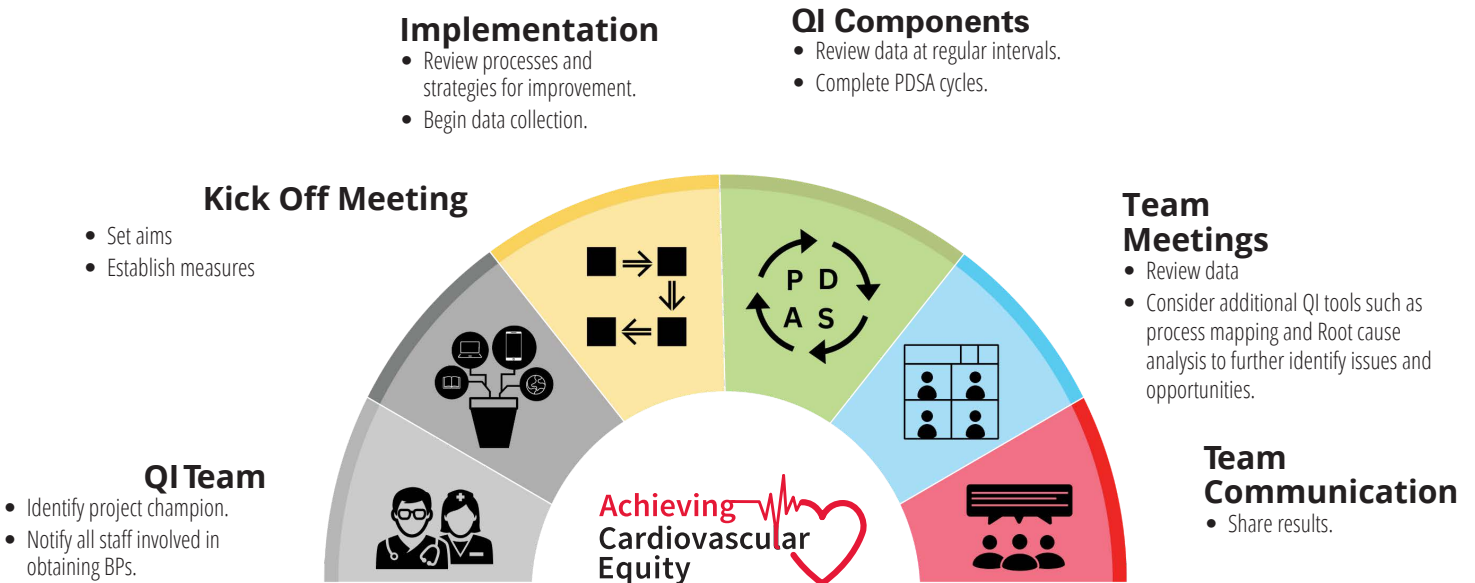 Implementation
• Review processes and
strategies for improvement.
• Begin data collection.
QI Components
• Review data at regular intervals.
• Complete PDSA cycles.
Kick Off Meeting
• Set aims
• Establish measures
Team
Meetings
• Review data
• Consider additional QI tools such as
process mapping and Root cause
analysis to further identify issues and
opportunities.
P D
A S
QI Team
• Identify project champion.
• Notify all staff involved in
obtaining BPs.
Achieving
Cardiovascular
Equity
Team
Communication
• Share results.